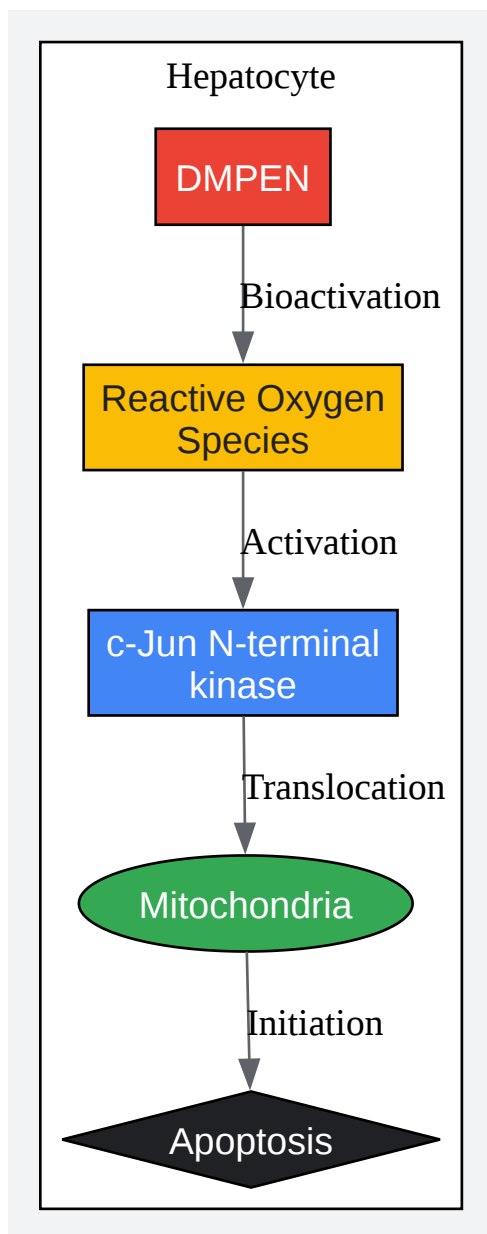 Hepatocyte
DMPEN
Bioactivation
Reactive Oxygen
Species
Activation
c-Jun N-terminal
kinase
Translocation
Mitochondria
Initiation
Apoptosis